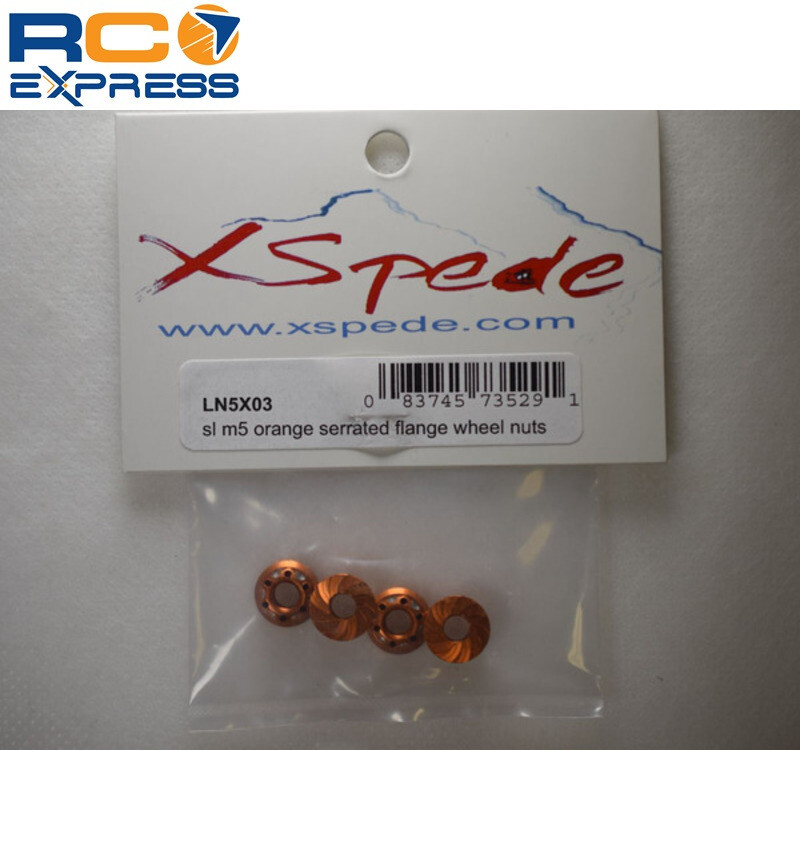 RC
EXPRESS
XSpede
www.xspede.com
LN5X03
0 83745 73529 1
sl m5 orange serrated flange wheel nuts